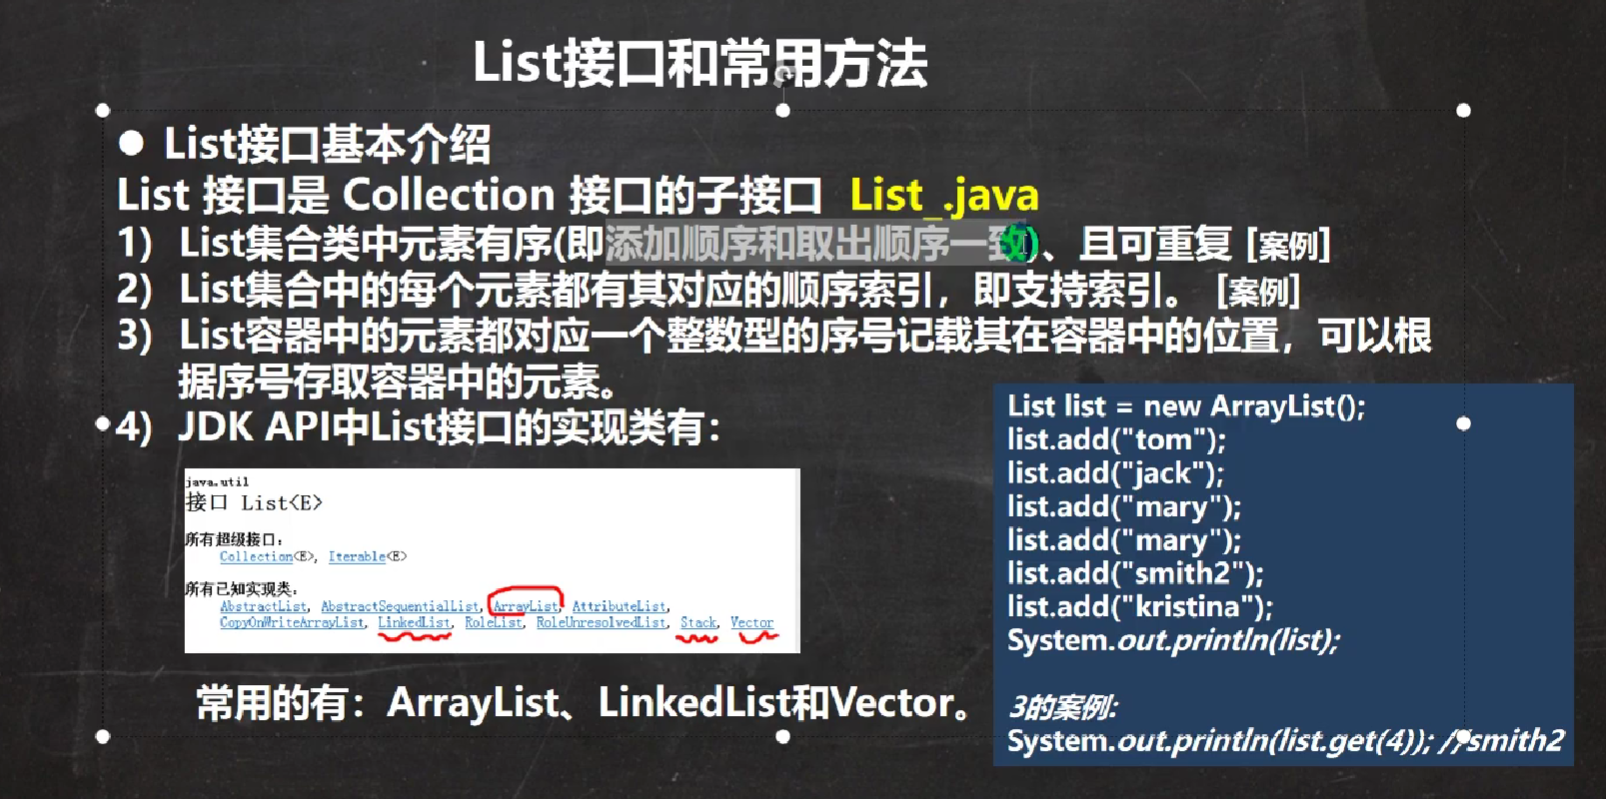 List接口和常用方法
● List接口基本介绍
List 接口是 Collection 接口的子接口 List_.java
1) List集合类中元素有序(即添加顺序和取出顺序一致)、且可重复 [案例]
2) List集合中的每个元素都有其对应的顺序索引，即支持索引。 [案例]
3) List容器中的元素都对应一个整数型的序号记载其在容器中的位置，可以根
据序号存取容器中的元素。
4) JDK API中List接口的实现类有：
java.util
接口 List<E>
所有超级接口：
Collection<E>, Iterable<E>
所有已知实现类：
AbstractList, AbstractSequentialList, ArrayList, AttributeList,
CopyOnWriteArrayList, LinkedList, RoleList, RoleUnresolvedList, Stack, Vector
常用的有：ArrayList、LinkedList和Vector。
List list = new ArrayList();
list.add("tom");
list.add("jack");
list.add("mary");
list.add("mary");
list.add("smith2");
list.add("kristina");
System.out.println(list);
3的案例:
System.out.println(list.get(4)); //smith2